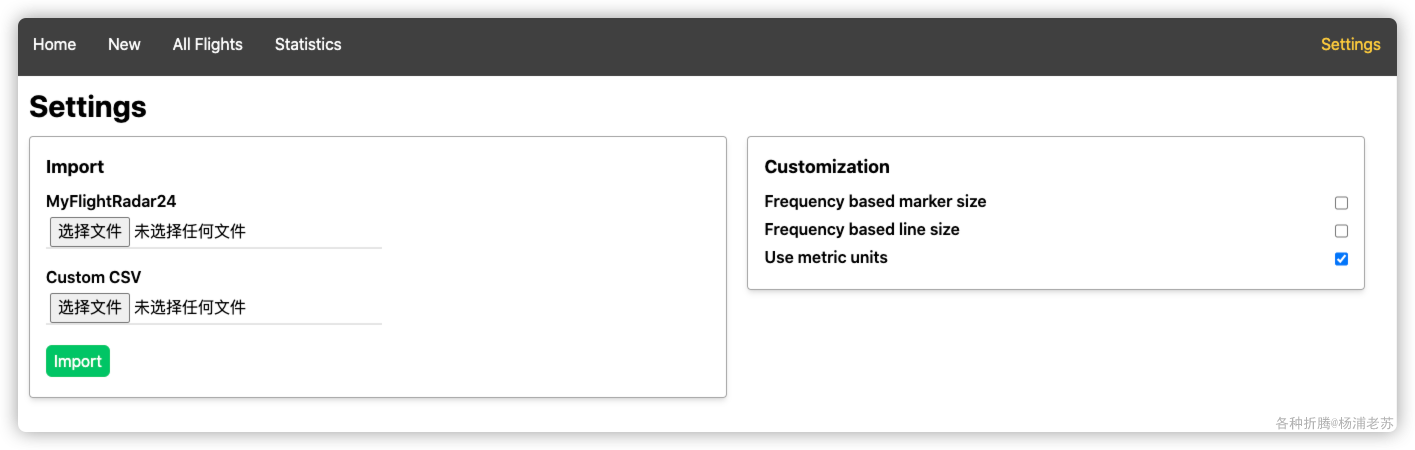 Home New All Flights Statistics Settings
Settings
Import
MyFlightRadar24
选择文件 未选择任何文件
Custom CSV
选择文件 未选择任何文件
Import
Customization
Frequency based marker size
Frequency based line size
Use metric units
各种折腾@杨浦老苏